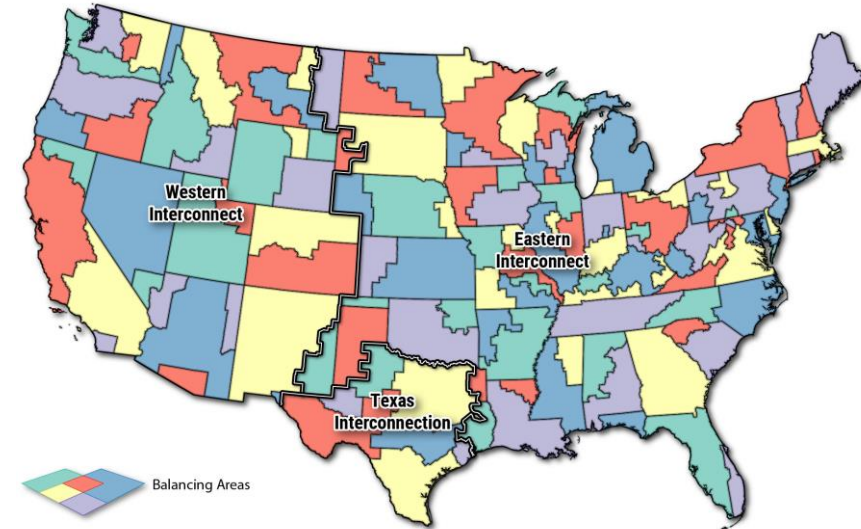 Western
Interconnect
Eastern
Interconnect
Texas
Interconnection
Balancing Areas